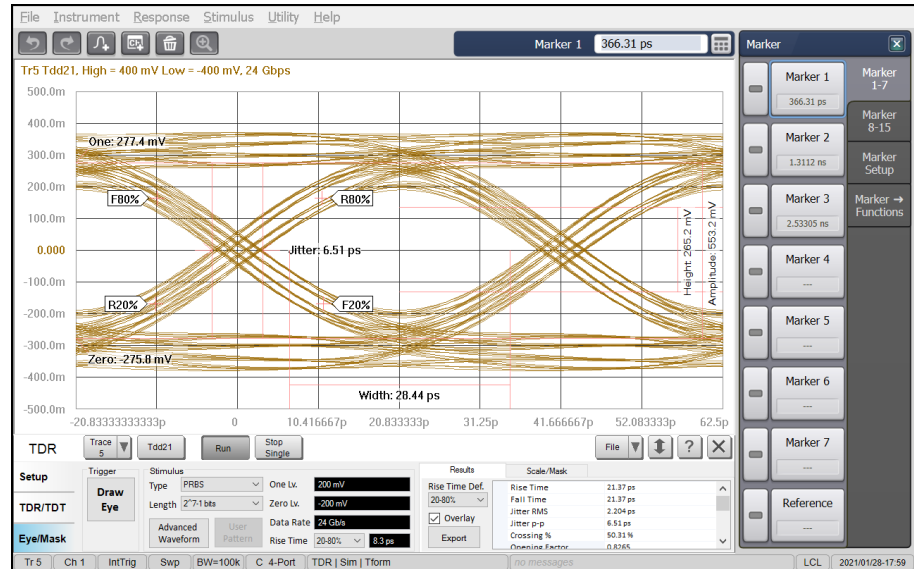 File Instrument Response Stimulus Utility Help
Marker 1 366.31 ps
Tr5 Tdd21, High = 400 mV Low = -400 mV, 24 Gbps
500.0m
400.0m
One: 277.4 mV
300.0m
200.0m
F80% R80%
100.0m
0.000
Jitter: 6.51 ps
Height: 265.2 mV
Amplitude: 553.2 mV
-100.0m
R20% F20%
-200.0m
-300.0m
Zero: -275.8 mV
-400.0m
Width: 28.44 ps
-500.0m
-20.83333333333p 0 10.416667p 20.833333p 31.25p 41.666667p 52.083333p 62.5p
Marker
Marker 1
366.31 ps
Marker 2
1.3112 ns
Marker 3
2.53305 ns
Marker 4
---
Marker 5
---
Marker 6
---
Marker 7
---
Reference
---
Marker
1-7
Marker
8-15
Marker
Setup
Marker →
Functions
TDR
Trace
5
Tdd21
Run
Stop
Single
File
?
Setup
TDR/TDT
Eye/Mask
Trigger
Draw
Eye
Stimulus
Type PRBS
Length 2^7-1 bits
Advanced
Waveform
User
Pattern
One Lv. 200 mV
Zero Lv. -200 mV
Data Rate 24 Gb/s
Rise Time 20-80% 8.3 ps
Results Scale/Mask
Rise Time Def.
20-80%
Overlay
Export
Rise Time 21.37 ps
Fall Time 21.37 ps
Jitter RMS 2.204 ps
Jitter p-p 6.51 ps
Crossing % 50.31 %
Opening Factor 0.8265
Tr 5 Ch 1 IntTrig Swp BW=100k C 4-Port TDR | Sim | Tform no messages LCL 2021/01/28-17:59